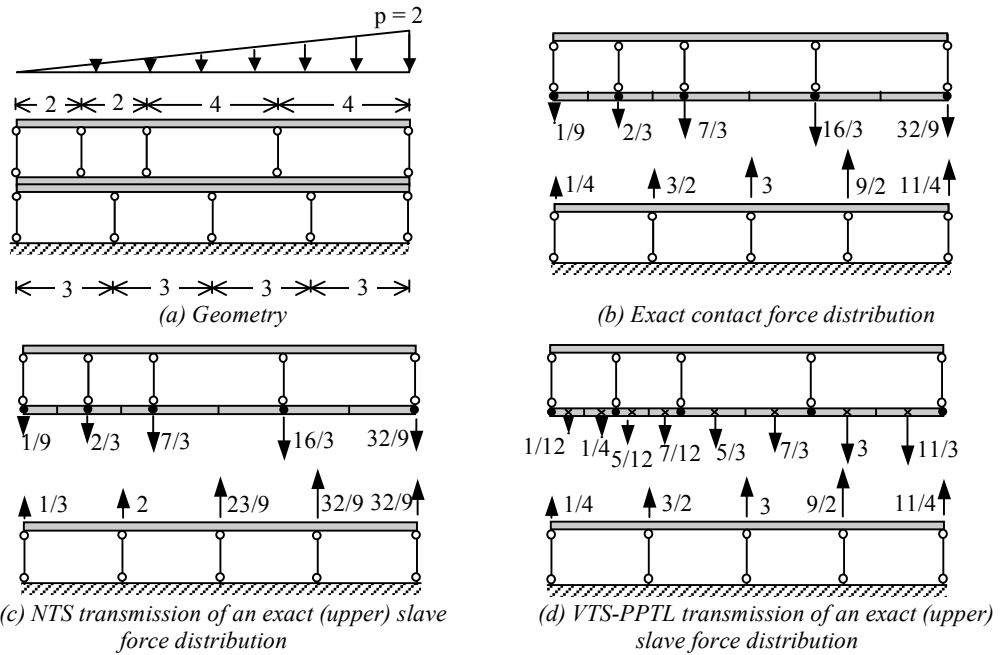 p = 2
2 2 4 4
3 3 3 3
(a) Geometry
1/9 2/3 7/3 16/3 32/9
1/4 3/2 3 9/2 11/4
(b) Exact contact force distribution
1/9 2/3 7/3 16/3 32/9
1/3 2 23/9 32/9 32/9
(c) NTS transmission of an exact (upper) slave
force distribution
1/12 1/4 5/12 7/12 5/3 7/3 3 11/3
1/4 3/2 3 9/2 11/4
(d) VTS-PPTL transmission of an exact (upper)
slave force distribution